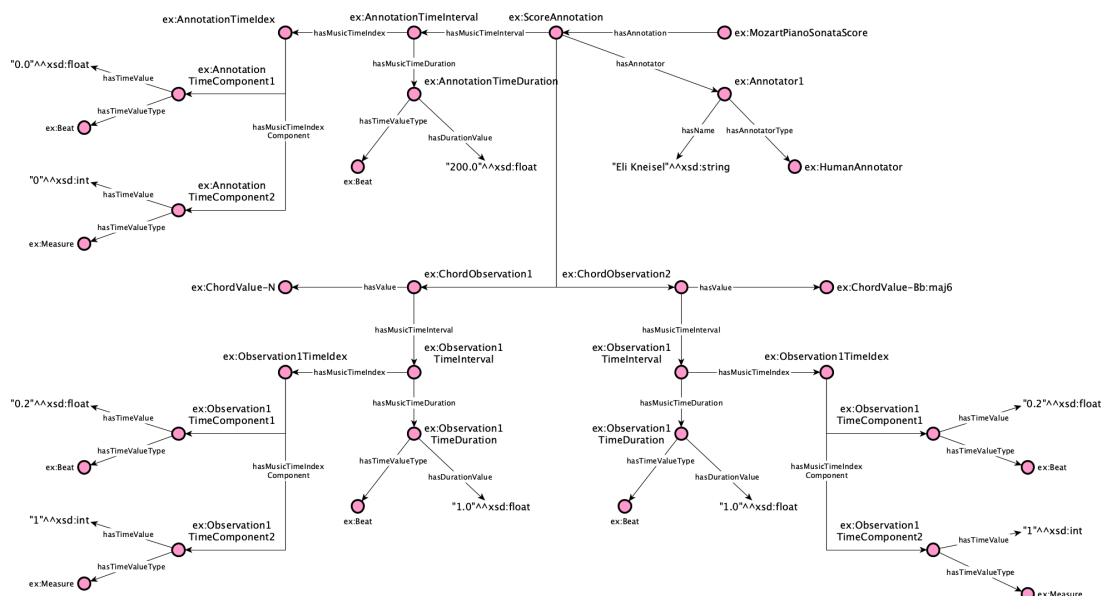 ex:AnnotationTimeIdex
ex:AnnotationTimeInterval
ex:ScoreAnnotation
hasMusicTimeIndex
hasMusicTimeInterval
hasAnnotation
ex:MozartPianoSonataScore
"0.0"^^xsd:float
hasTimeValue
ex:Annotation
TimeComponent1
hasTimeValueType
ex:Beat
hasMusicTimeDuration
ex:AnnotationTimeDuration
hasTimeValueType
hasDurationValue
ex:Beat
"200.0"^^xsd:float
hasAnnotator
ex:Annotator1
hasName
hasAnnotatorType
"Eli Kneisel"^^xsd:string
ex:HumanAnnotator
hasMusicTimeIndex
Component
"0"^^xsd:int
hasTimeValue
ex:Annotation
TimeComponent2
hasTimeValueType
ex:Measure
ex:ChordObservation1
ex:ChordObservation2
ex:ChordValue-N
hasValue
hasValue
ex:ChordValue-Bb:maj6
hasMusicTimeInterval
hasMusicTimeInterval
ex:Observation1TimeIdex
ex:Observation1
TimeInterval
hasMusicTimeIndex
ex:Observation1
TimeInterval
ex:Observation1TimeIdex
hasMusicTimeIndex
"0.2"^^xsd:float
hasTimeValue
ex:Observation1
TimeComponent1
hasTimeValueType
ex:Beat
hasMusicTimeDuration
ex:Observation1
TimeDuration
hasTimeValueType
hasDurationValue
ex:Beat
"1.0"^^xsd:float
hasMusicTimeIndex
Component
"1"^^xsd:int
hasTimeValue
ex:Observation1
TimeComponent2
hasTimeValueType
ex:Measure
hasMusicTimeDuration
ex:Observation1
TimeDuration
hasTimeValueType
hasDurationValue
ex:Beat
"1.0"^^xsd:float
ex:Observation1
TimeComponent1
hasTimeValue
"0.2"^^xsd:float
hasTimeValueType
ex:Beat
hasMusicTimeIndex
Component
ex:Observation1
TimeComponent2
hasTimeValue
"1"^^xsd:int
hasTimeValueType
ex:Measure